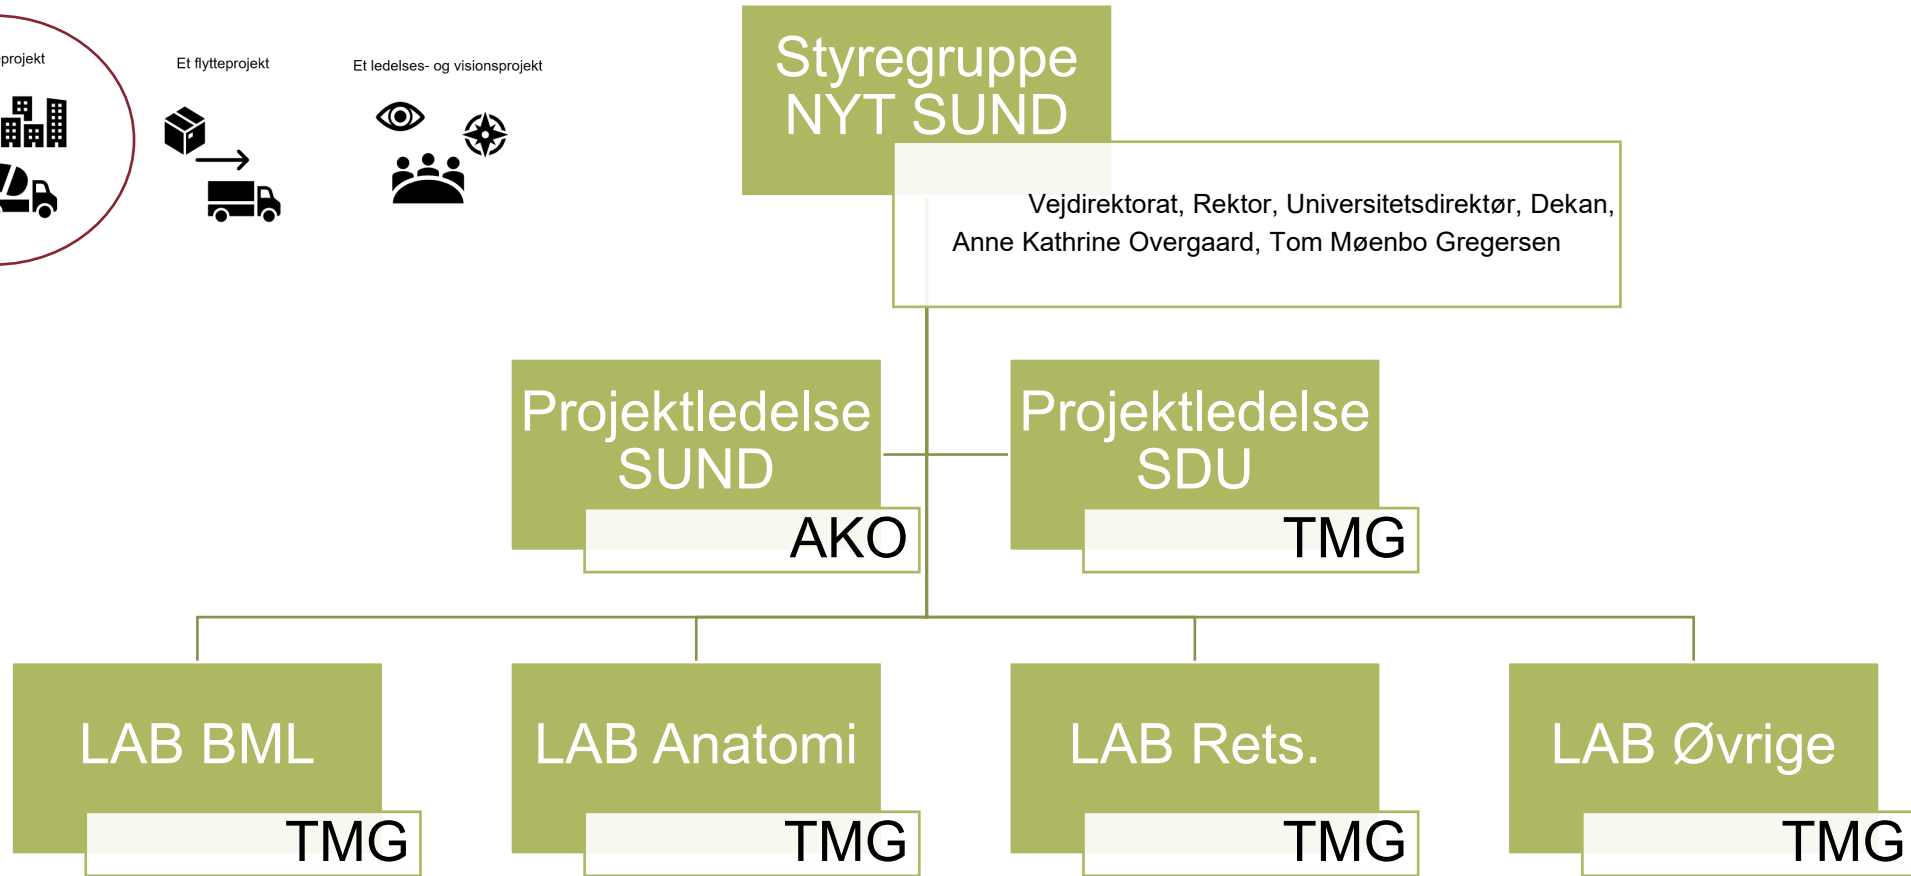 Et flytteprojekt
Et ledelses- og visionsprojekt
Styregruppe
NYT SUND
Vejdirektorat, Rektor, Universitetsdirektør, Dekan,
Anne Kathrine Overgaard, Tom Møenbo Gregersen
Projektledelse
SUND
AKO
Projektledelse
SDU
TMG
LAB BML
TMG
LAB Anatomi
TMG
LAB Rets.
TMG
LAB Øvrige
TMG